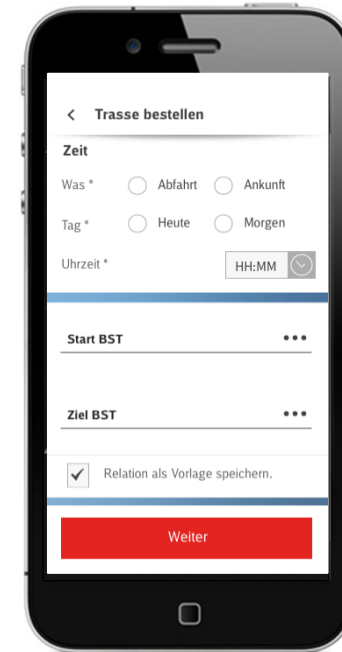 Trasse bestellen
Zeit
Was * Abfahrt Ankunft
Tag * Heute Morgen
Uhrzeit * HH:MM
Start BST
Ziel BST
Relation als Vorlage speichern.
Weiter